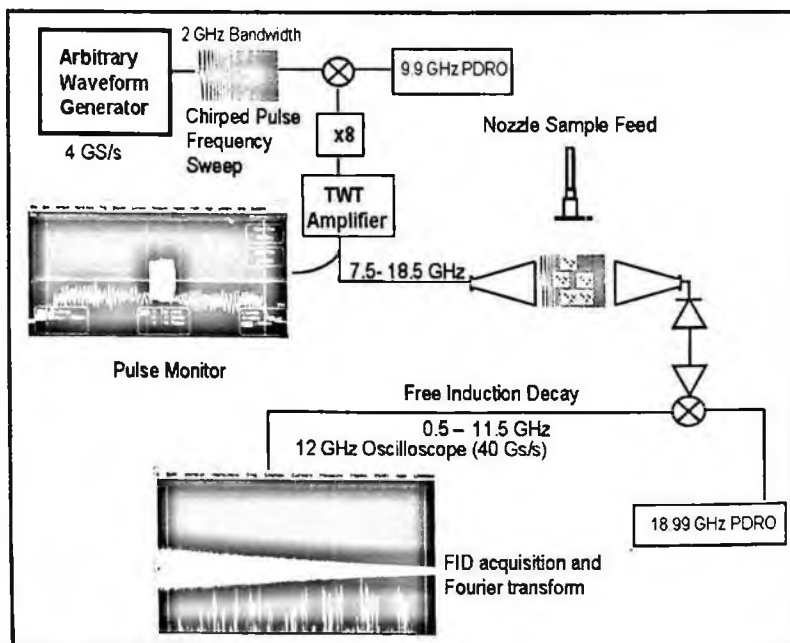 2 GHz Bandwidth
Arbitrary
Waveform
Generator
9.9 GHz PDRO
Chirped Pulse
Frequency
Sweep
4 GS/s
x8
Nozzle Sample Feed
TWT
Amplifier
7.5- 18.5 GHz
Pulse Monitor
Free Induction Decay
0.5 – 11.5 GHz
12 GHz Oscilloscope (40 Gs/s)
18.99 GHz PDRO
FID acquisition and
Fourier transform